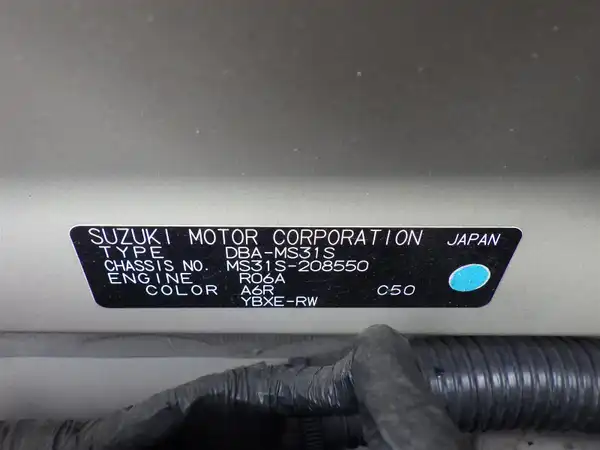 SUZUKI MOTOR CORPORATION JAPAN
TYPE DBA-MS31S
CHASSIS NO. MS31S-208550
ENGINE R06A
COLOR A6R C50
YBXE-RW